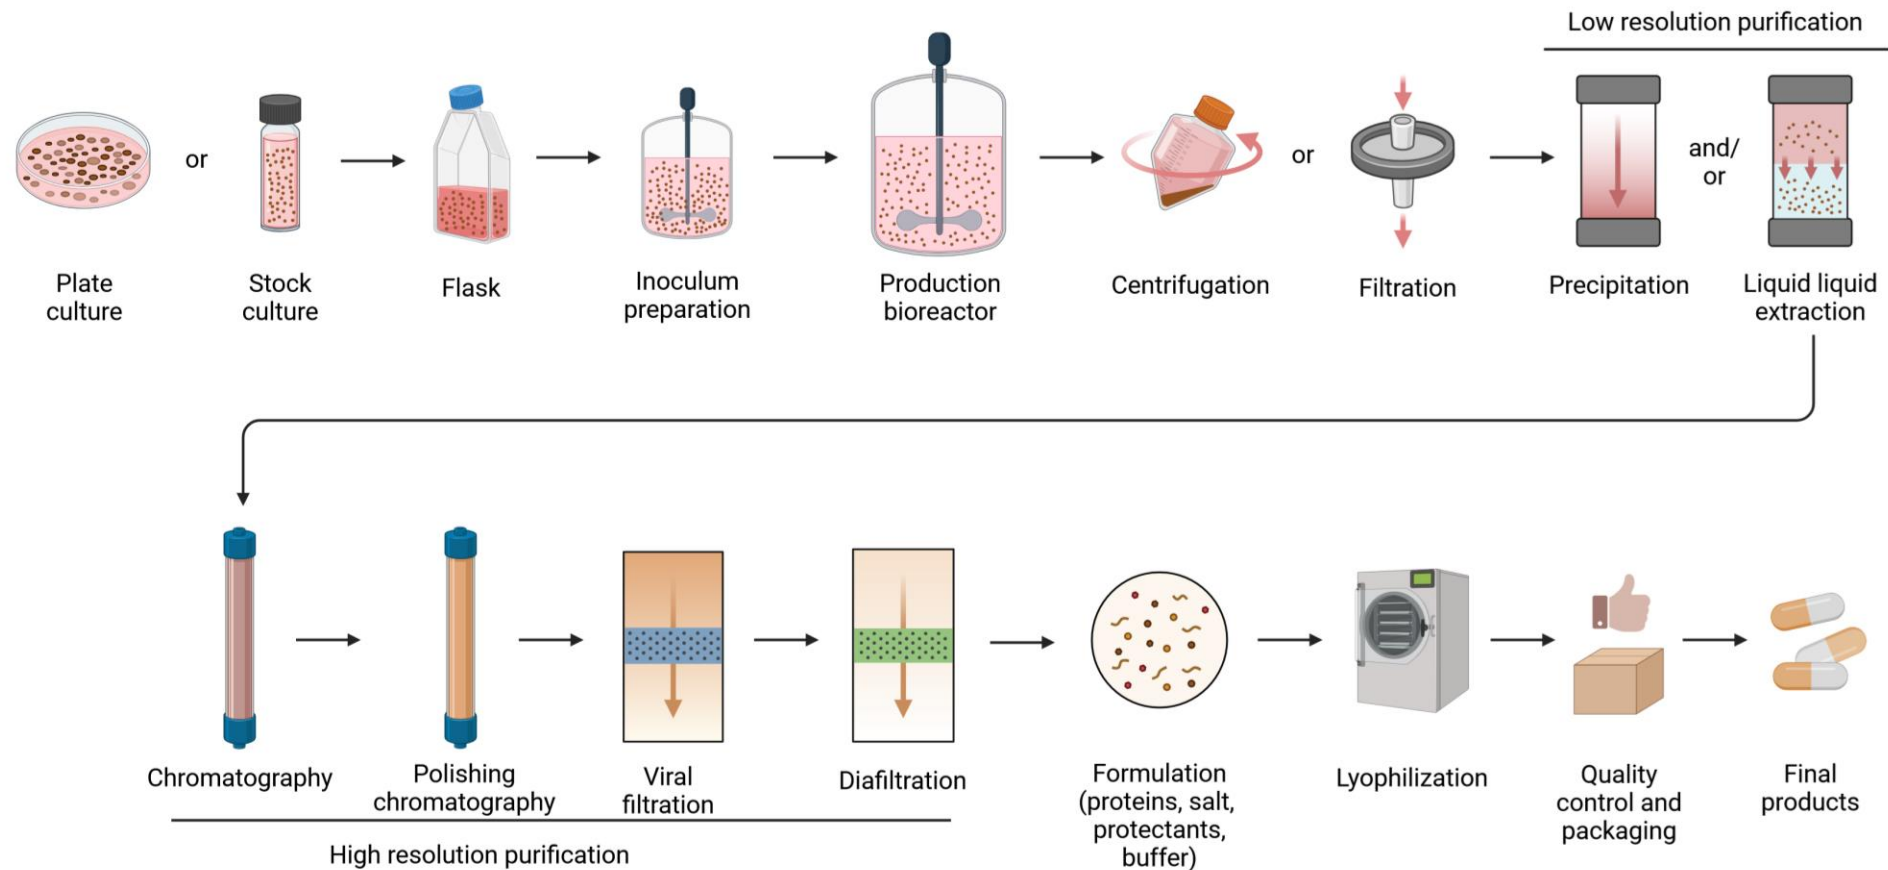 Low resolution purification
or
or
and/
or
Plate
culture
Stock
culture
Flask
Inoculum
preparation
Production
bioreactor
Centrifugation
Filtration
Precipitation
Liquid liquid
extraction
Chromatography
Polishing
chromatography
Viral
filtration
Diafiltration
High resolution purification
Formulation
(proteins, salt,
protectants,
buffer)
Lyophilization
Quality
control and
packaging
Final
products